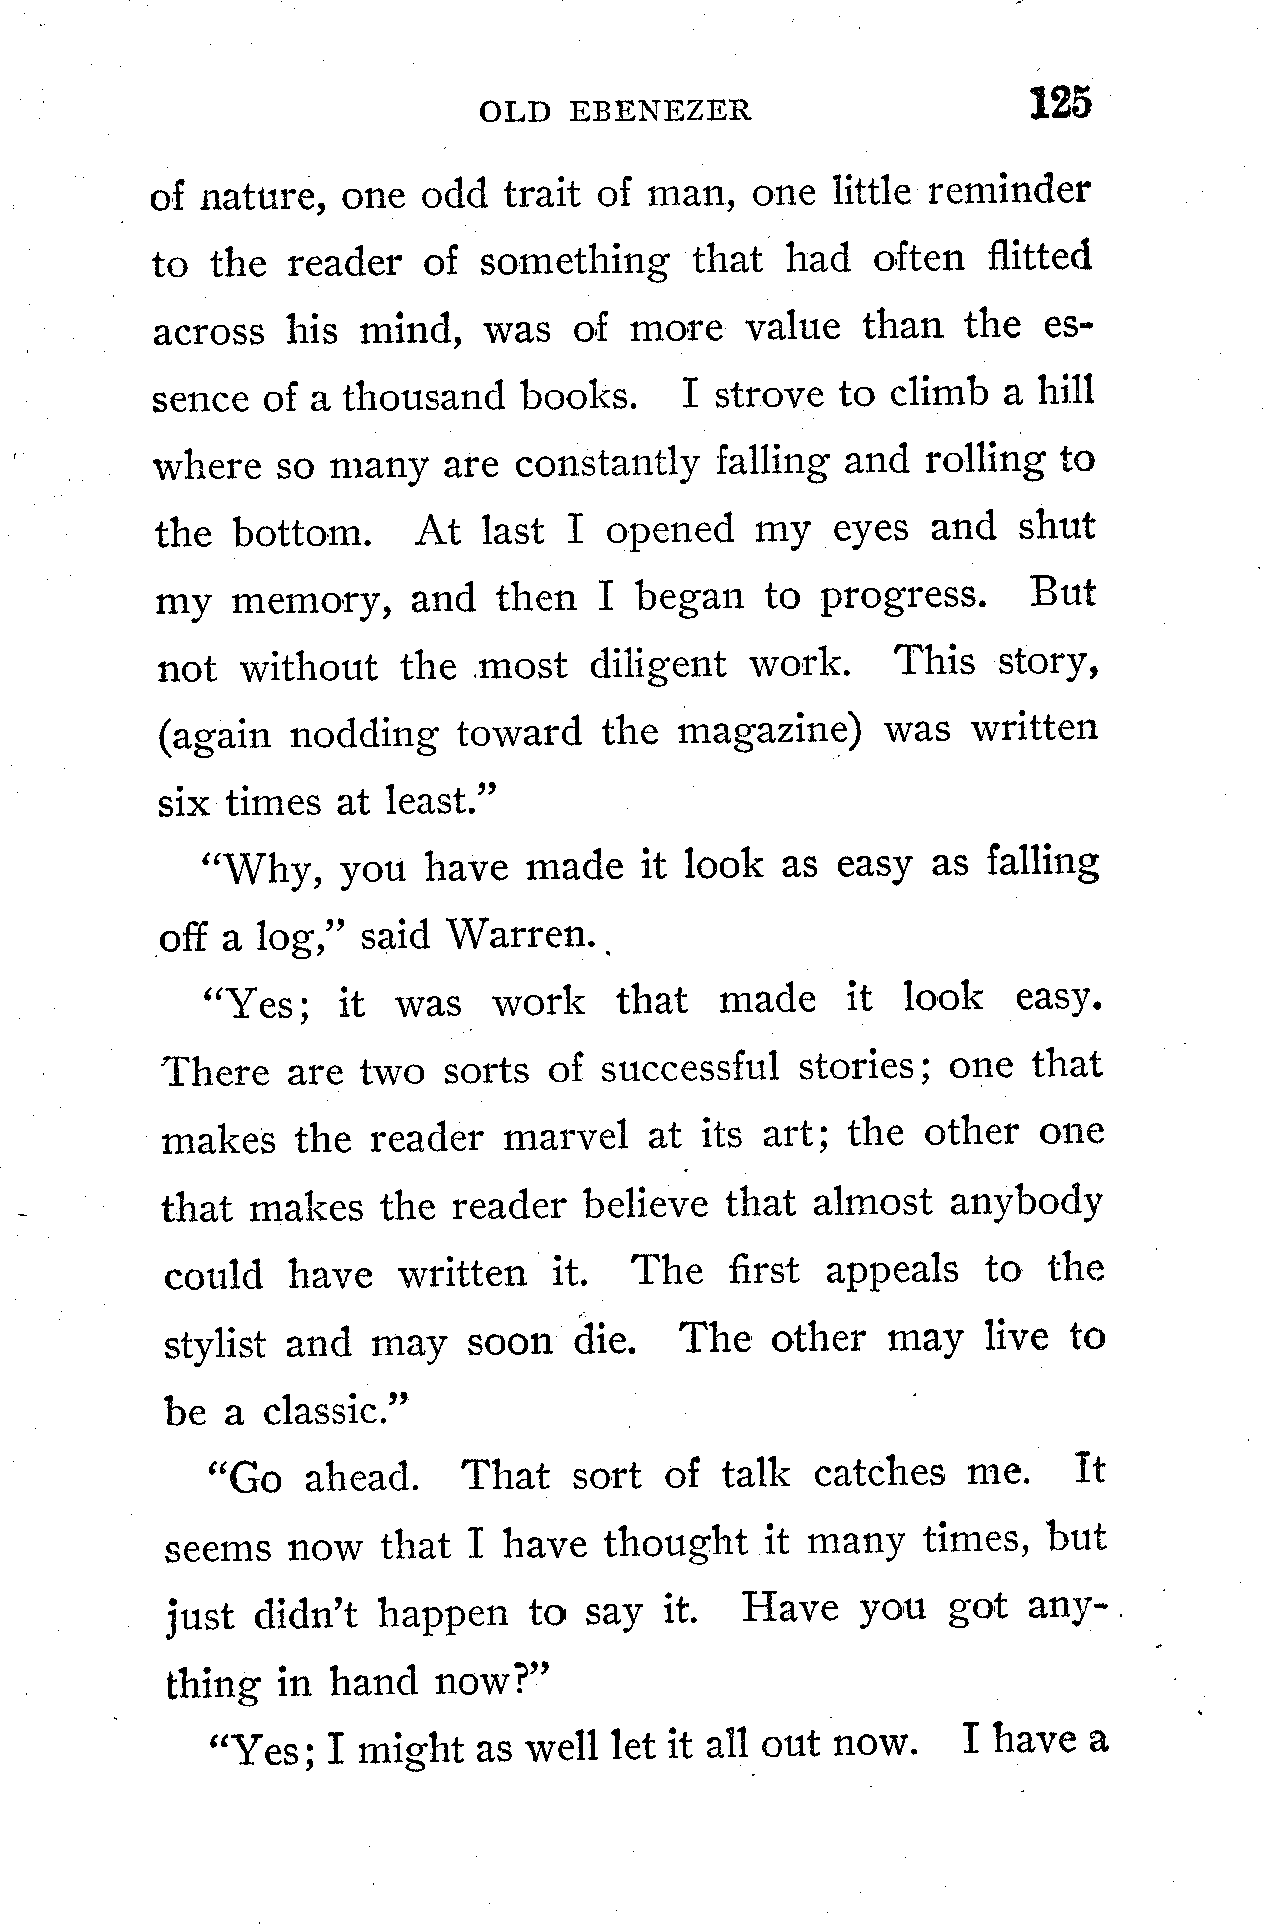 OLD EBENEZER 125
of nature, one odd trait of man, one little reminder
to the reader of something that had often flitted
across his mind, was of more value than the es-
sence of a thousand books. I strove to climb a hill
where so many are constantly falling and rolling to
the bottom. At last I opened my eyes and shut
my memory, and then I began to progress. But
not without the most diligent work. This story,
(again nodding toward the magazine) was written
six times at least.”
“Why, you have made it look as easy as falling
off a log,” said Warren.
“Yes; it was work that made it look easy.
There are two sorts of successful stories; one that
makes the reader marvel at its art; the other one
that makes the reader believe that almost anybody
could have written it. The first appeals to the
stylist and may soon die. The other may live to
be a classic.”
“Go ahead. That sort of talk catches me. It
seems now that I have thought it many times, but
just didn’t happen to say it. Have you got any-
thing in hand now?”
“Yes; I might as well let it all out now. I have a